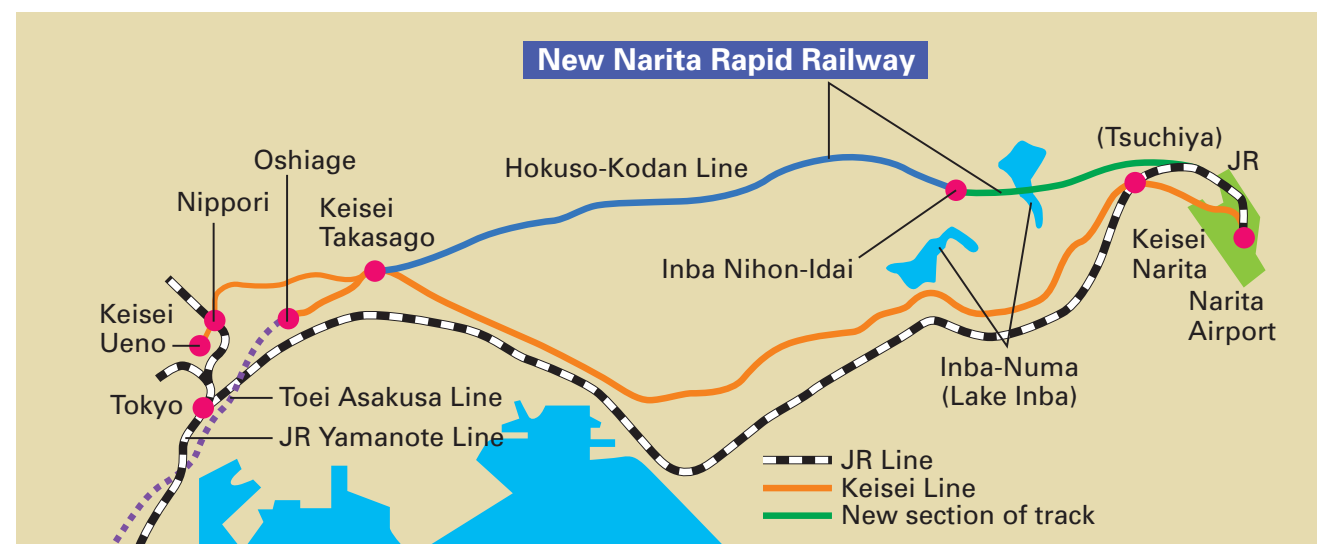 New Narita Rapid Railway
(Tsuchiya)
JR
Oshiage
Hokuso-Kodan Line
Nippori
Keisei
Takasago
Inba Nihon-Idai
Keisei
Narita
Narita
Airport
Keisei
Ueno
Inba-Numa
(Lake Inba)
Tokyo
Toei Asakusa Line
JR Yamanote Line
JR Line
Keisei Line
New section of track